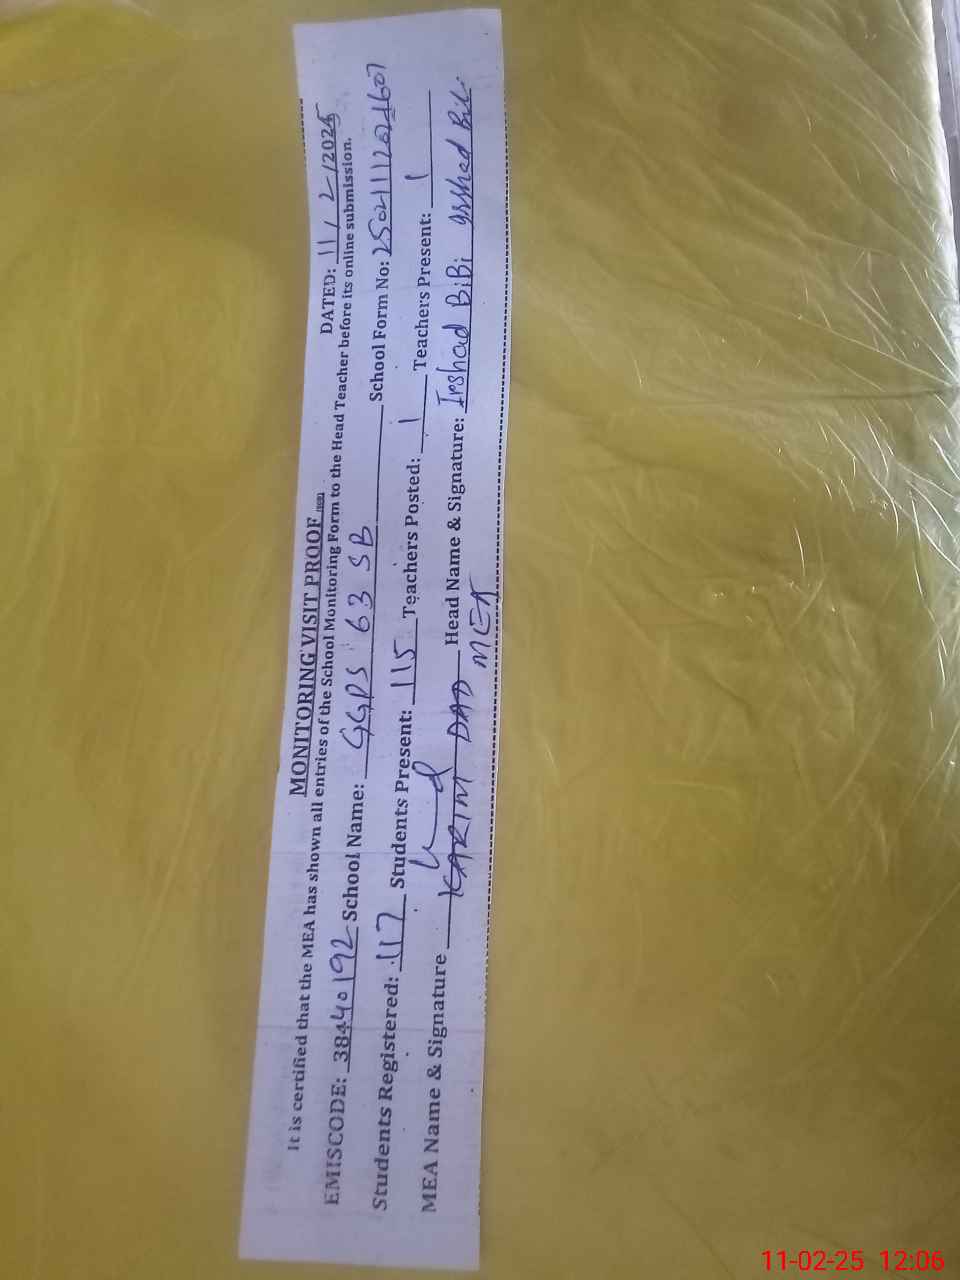 MONITORING VISIT PROOF
DATED: 11/2/2025
It is certified that the MEA has shown all entries of the School Monitoring Form to the Head Teacher before its online submission.
EMISCODE: 38440192 School Name: GGPS 63 SB School Form No:
Students Registered: 117 Students Present: 115 Teachers Posted: 1 Teachers Present: 1
MEA Name & Signature KARIM DAD Head Name & Signature: Irshad BiBi
MEA
11-02-25 12:06